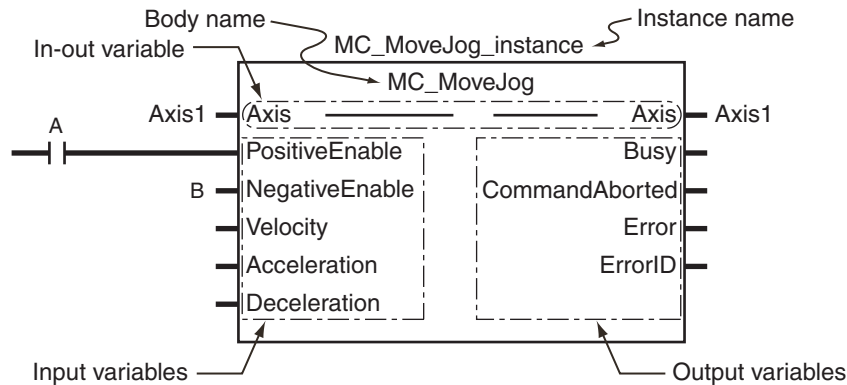 Body name
Instance name
In-out variable
MC_MoveJog_instance
MC_MoveJog
Axis1 Axis Axis Axis1
A
PositiveEnable Busy
B NegativeEnable CommandAborted
Velocity Error
Acceleration ErrorID
Deceleration
Input variables Output variables